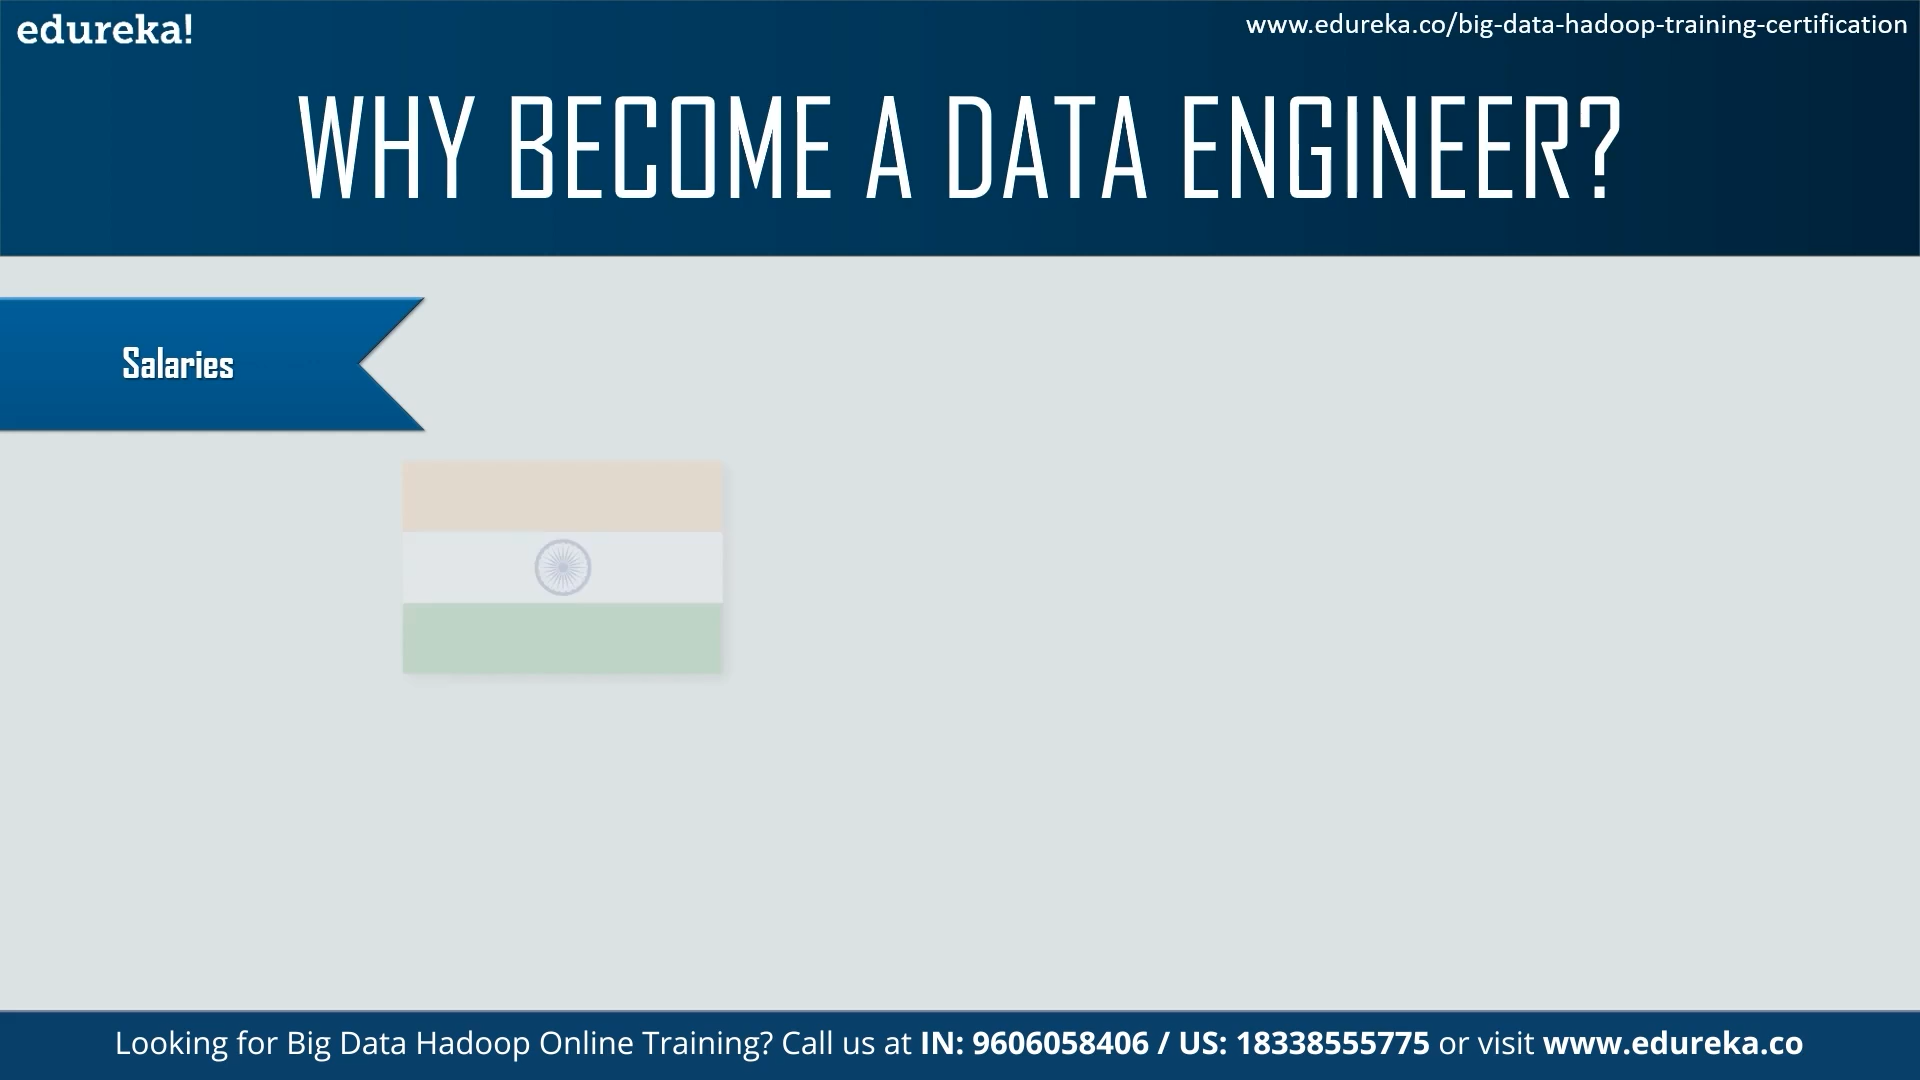 edureka!
www.edureka.co/big-data-hadoop-training-certification
WHY BECOME A DATA ENGINEER?
Salaries
Looking for Big Data Hadoop Online Training? Call us at IN: 9606058406 / US: 18338555775 or visit www.edureka.co